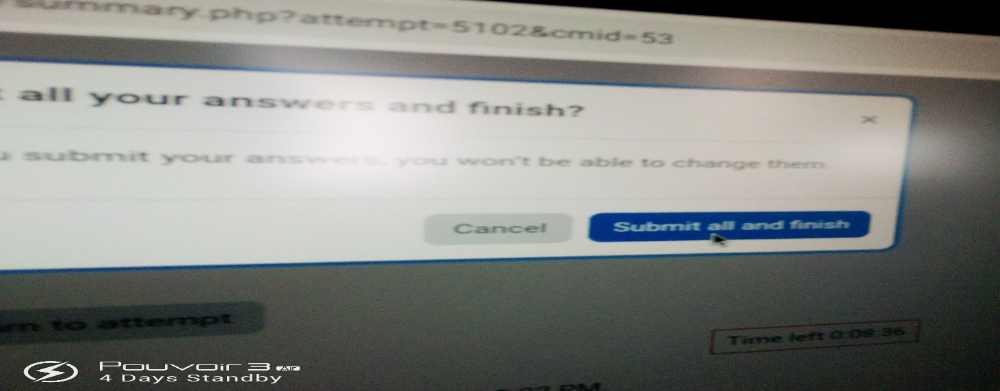 summary.php?attempt=5102&cmid=53
all your answers and finish?
×
submit your answers, you won't be able to change them.
Cancel
Submit all and finish
to attempt
Time left 0:08:36
PM
Pouvoir 3 AIR
4 Days Standby